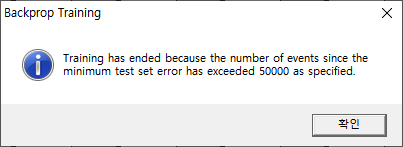 Backprop Training
Training has ended because the number of events since the
minimum test set error has exceeded 50000 as specified.
확인